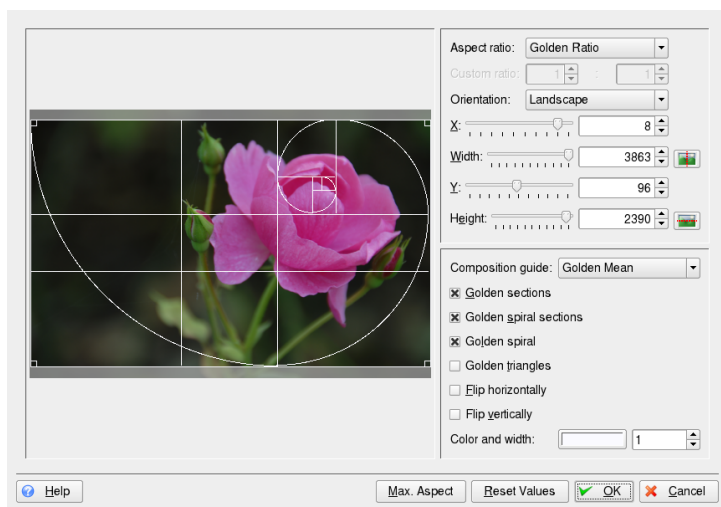 Aspect ratio: Golden Ratio
Custom ratio: 1 : 1
Orientation: Landscape
X: 8
Width: 3863
Y: 96
Height: 2390
Composition guide: Golden Mean
Golden sections
Golden spiral sections
Golden spiral
Golden triangles
Flip horizontally
Flip vertically
Color and width: 1
Help Max. Aspect Reset Values OK Cancel